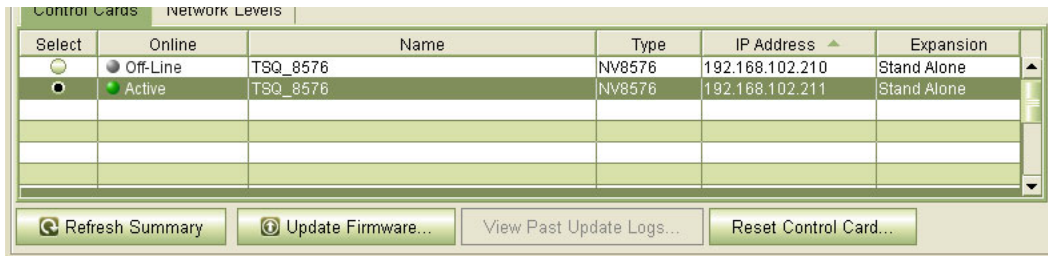 Control Cards Network Levels
Select Online Name Type IP Address Expansion
Off-Line TSQ_8576 NV8576 192.168.102.210 Stand Alone
Active TSQ_8576 NV8576 192.168.102.211 Stand Alone
Refresh Summary Update Firmware... View Past Update Logs... Reset Control Card...